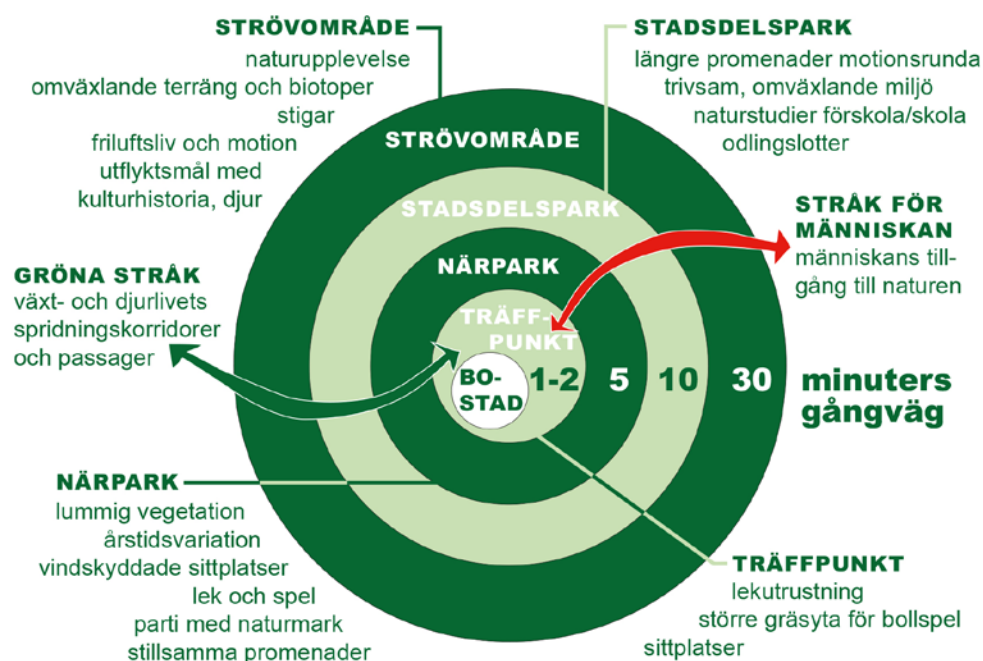 STRÖVOMRÅDE
naturupplevelse
omväxlande terräng och biotoper
stigar
friluftsliv och motion
utflyktsmål med
kulturhistoria, djur
STADSDELSPARK
längre promenader motionsrunda
trivsam, omväxlande miljö
naturstudier förskola/skola
odlingslotter
STRÖVOMRÅDE
STADSDELSPARK
NÄRPARK
TRÄFF-
PUNKT
BO-
STAD
1-2 5 10 30 minuters
gångväg
STRÅK FÖR
MÄNNISKAN
människans till-
gång till naturen
GRÖNA STRÅK
växt- och djurlivets
spridningskorridorer
och passager
NÄRPARK
lummig vegetation
årstidsvariation
vindskyddade sittplatser
lek och spel
parti med naturmark
stillsamma promenader
TRÄFFPUNKT
lekutrustning
större gräsyta för bollspel
sittplatser